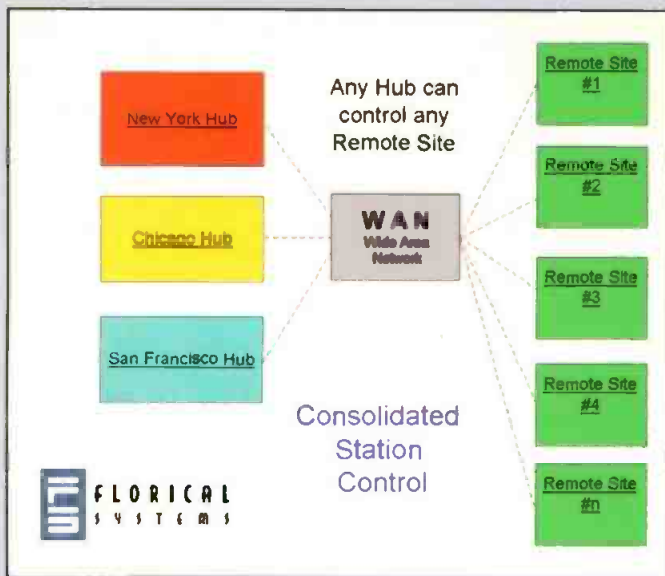 New York Hub
Chicago Hub
San Francisco Hub
Any Hub can
control any
Remote Site
WAN
Wide Area
Network
Consolidated
Station
Control
Remote Site
#1
Remote Site
#2
Remote Site
#3
Remote Site
#4
Remote Site
#n
FLORICAL
SYSTEMS